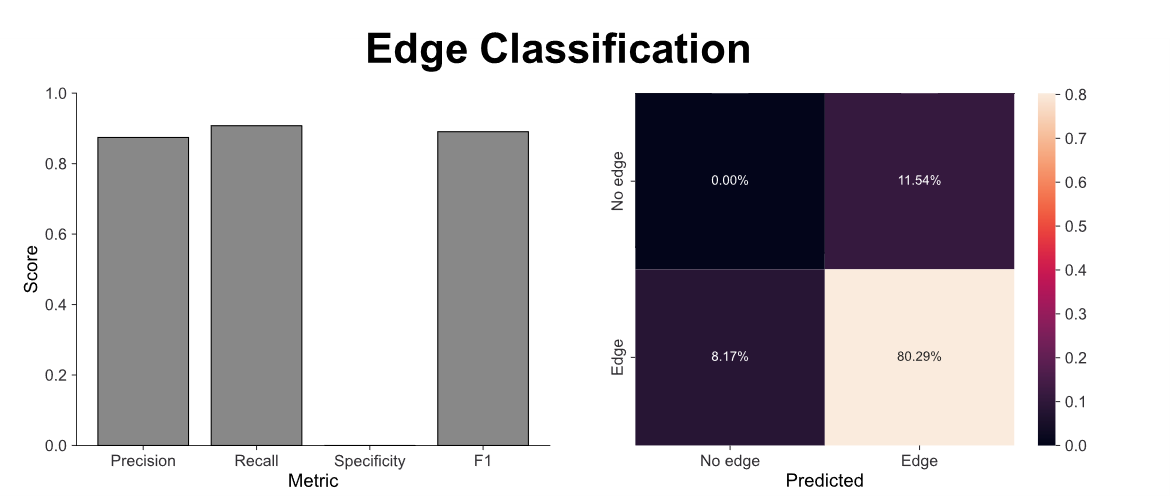 Edge Classification
1.0
0.8
0.6
0.4
0.2
0.0
Score
Precision Recall Specificity F1
Metric
No edge
Edge
0.00% 11.54%
8.17% 80.29%
No edge Edge
Predicted
0.8
0.7
0.6
0.5
0.4
0.3
0.2
0.1
0.0